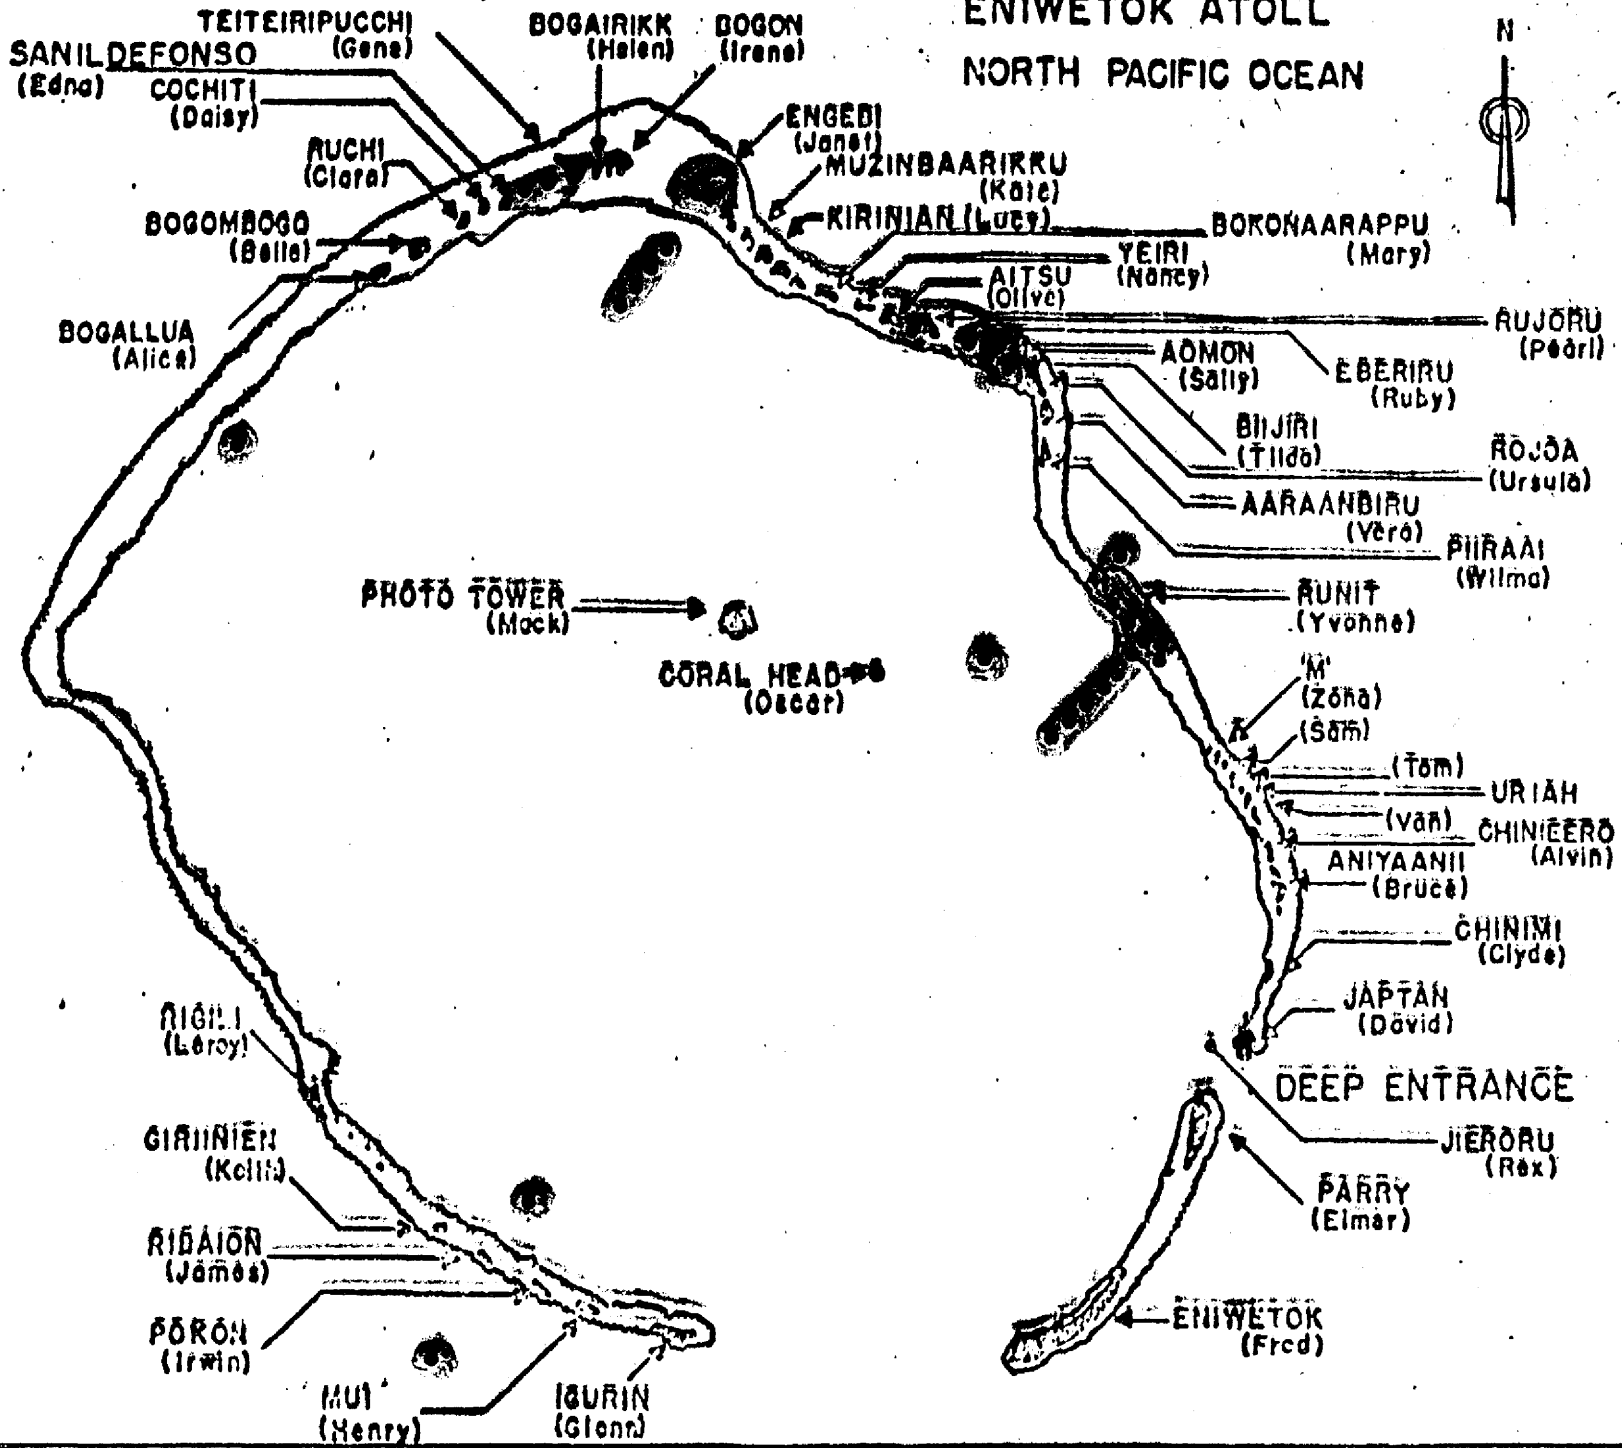 ENIWETOK ATOLL
NORTH PACIFIC OCEAN
N
TEITEIRIPUCCHI
(Gene)
BOGAIRIKK
(Helen)
BOGON
(Irene)
SANILDEFONSO
(Edna)
COCHITI
(Daisy)
RUCHI
(Clara)
BOGOMBOGO
(Belle)
BOGALLUA
(Alice)
ENGEBI
(Janet)
MUZINBAARIKKU
(Kate)
KIRINIAN (Lucy)
BOKONAARAPPU
(Mary)
YEIRI
(Nancy)
AITSU
(Olive)
RUJORU
(Pearl)
EBERIRU
(Ruby)
AOMON
(Sally)
BIIJIRI
(Tilda)
ROJOA
(Ursula)
AARAANBIRU
(Vera)
PIIRAAI
(Wilma)
RUNIT
(Yvonne)
PHOTO TOWER
(Mack)
CORAL HEAD
(Oscar)
'M'
(Zona)
(Sam)
(Tom)
URIAH
(Van)
CHINIEERO
(Alvin)
ANIYAANII
(Bruce)
CHINIMI
(Clyde)
JAPTAN
(David)
DEEP ENTRANCE
JIERORU
(Rex)
PARRY
(Elmer)
ENIWETOK
(Fred)
RIGILI
(Leroy)
GIRIINIEN
(Keith)
RIBAION
(James)
POKON
(Irwin)
MUI
(Henry)
IGURIN
(Glenn)